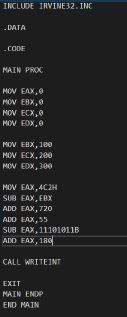 INCLUDE IRVINE32.INC
.DATA
.CODE
MAIN PROC
MOV EAX,0
MOV EBX,0
MOV ECX,0
MOV EDX,0
MOV EBX,100
MOV ECX,200
MOV EDX,300
MOV EAX,4C2H
SUB EAX,EBX
ADD EAX,720
ADD EAX,55
SUB EAX,11101011B
ADD EAX,180
CALL WRITEINT
EXIT
MAIN ENDP
END MAIN